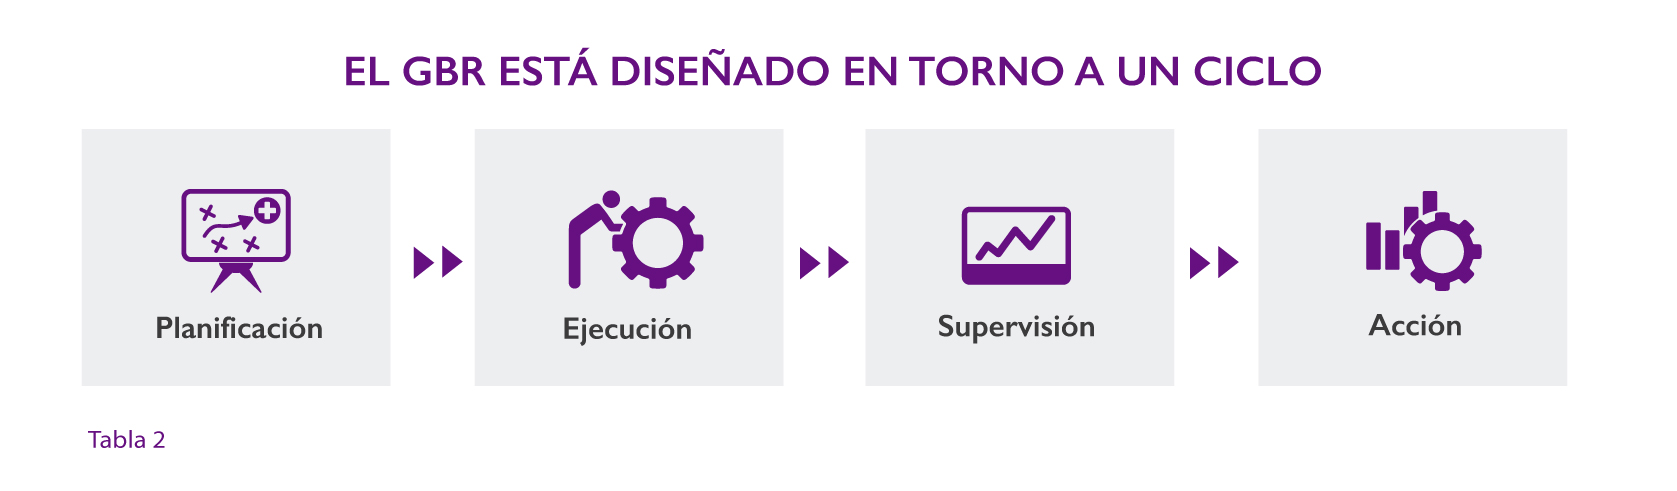 EL GBR ESTÁ DISEÑADO EN TORNO A UN CICLO
Planificación
Ejecución
Supervisión
Acción
Tabla 2